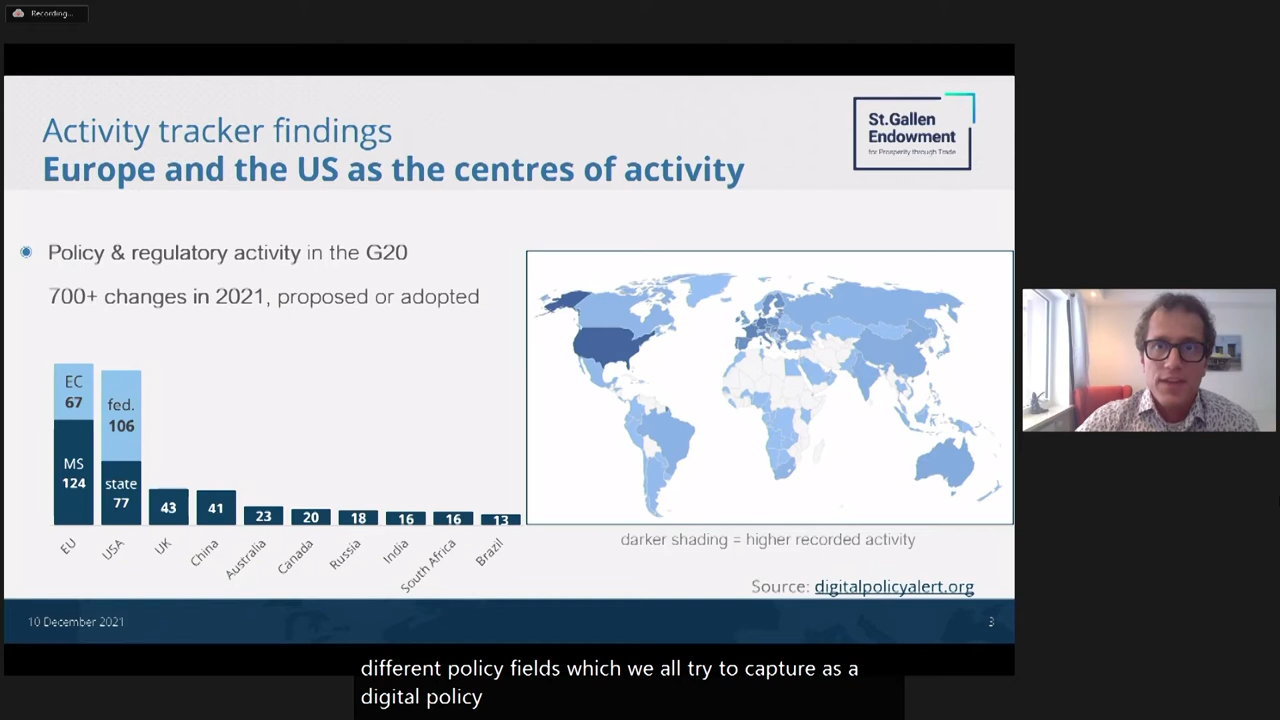 Recording...
Activity tracker findings
Europe and the US as the centres of activity
St.Gallen
Endowment
for Prosperity through Trade
Policy & regulatory activity in the G20
700+ changes in 2021, proposed or adopted
EC
67
MS
124
fed.
106
state
77
43
41
23
20
18
16
16
13
EU
USA
UK
China
Australia
Canada
Russia
India
South Africa
Brazil
darker shading = higher recorded activity
Source: digitalpolicyalert.org
10 December 2021
3
different policy fields which we all try to capture as a
digital policy